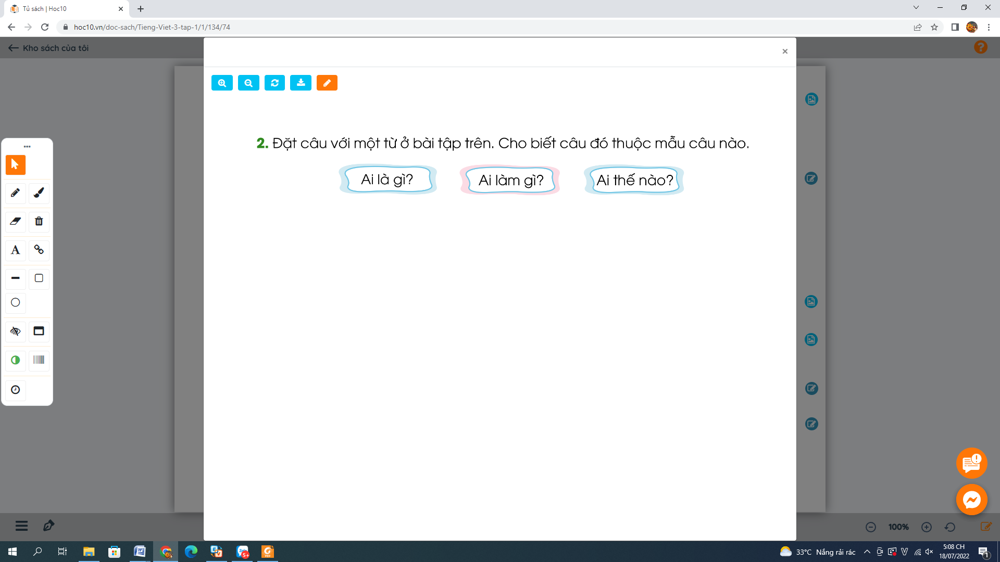 Tủ sách | Hoc10
hoc10.vn/doc-sach/Tieng-Viet-3-tap-1/1/134/74
Kho sách của tôi
2. Đặt câu với một từ ở bài tập trên. Cho biết câu đó thuộc mẫu câu nào.
Ai là gì? Ai làm gì? Ai thế nào?
100%
33°C Nắng rải rác
5:08 CH
18/07/2022